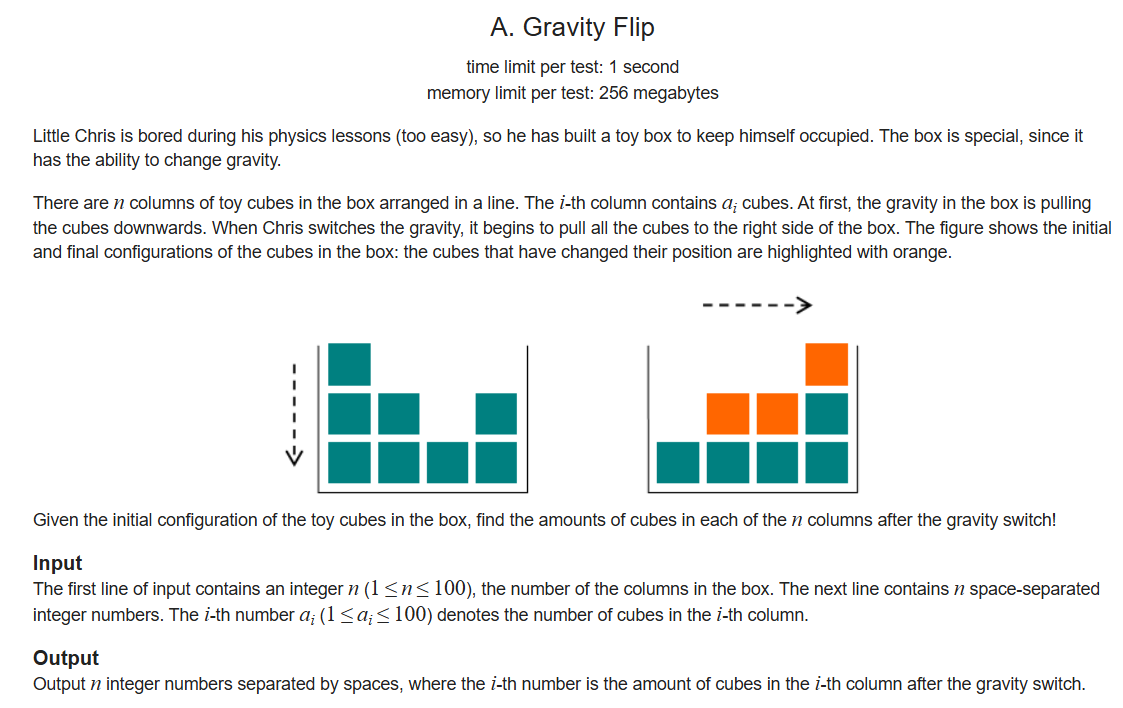 A. Gravity Flip
time limit per test: 1 second
memory limit per test: 256 megabytes
Little Chris is bored during his physics lessons (too easy), so he has built a toy box to keep himself occupied. The box is special, since it
has the ability to change gravity.
There are n columns of toy cubes in the box arranged in a line. The i-th column contains aᵢ cubes. At first, the gravity in the box is pulling
the cubes downwards. When Chris switches the gravity, it begins to pull all the cubes to the right side of the box. The figure shows the initial
and final configurations of the cubes in the box: the cubes that have changed their position are highlighted with orange.
Given the initial configuration of the toy cubes in the box, find the amounts of cubes in each of the n columns after the gravity switch!
Input
The first line of input contains an integer n (1 ≤ n ≤ 100), the number of the columns in the box. The next line contains n space-separated
integer numbers. The i-th number aᵢ (1 ≤ aᵢ ≤ 100) denotes the number of cubes in the i-th column.
Output
Output n integer numbers separated by spaces, where the i-th number is the amount of cubes in the i-th column after the gravity switch.